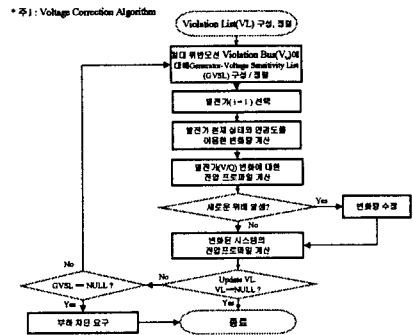 * 주1 : Voltage Correction Algorithm
Violation List(VL) 구성, 정렬
절대 위반모선 Violation Bus(Vs)에
대해Generator-Voltage Sensitivity List
(GVSL) 구성 / 정렬
발전기( i = 1 ) 선택
발전기 현재 상태와 민감도를
이용한 변화량 계산
발전기(V/Q) 변화에 대한
전압 프로파일 계산
새로운 위배 발생?
Yes
변화량 수정
No
변화된 시스템의
전압프로파일 계산
No
GVSL == NULL ?
No
Update VL
VL==NULL ?
Yes
Yes
부하 차단 요구
종료